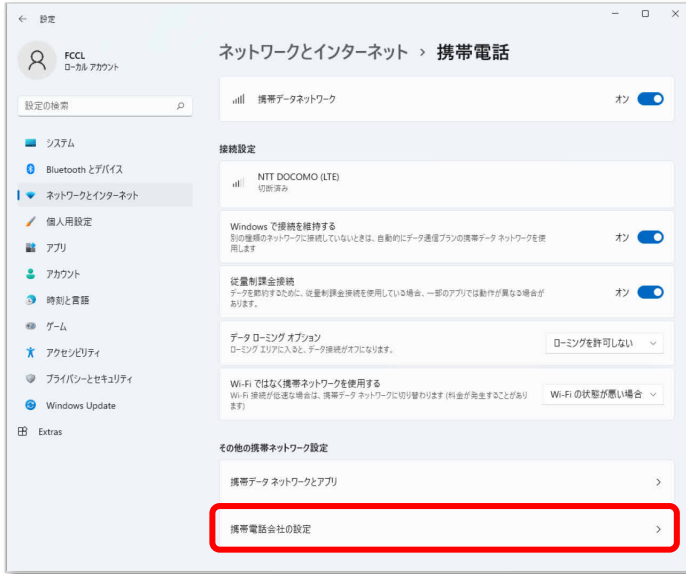 設定
FCCL
ローカル アカウント
設定の検索
システム
Bluetooth とデバイス
ネットワークとインターネット
個人用設定
アプリ
アカウント
時刻と言語
ゲーム
アクセシビリティ
プライバシーとセキュリティ
Windows Update
Extras
ネットワークとインターネット › 携帯電話
携帯データネットワーク
オン
接続設定
NTT DOCOMO (LTE)
切断済み
Windows で接続を維持する
別の種類のネットワークに接続していないときは、自動的にデータ通信プランの携帯データ ネットワークを使
用します
オン
従量制課金接続
データを節約するために、従量制課金接続を使用している場合、一部のアプリでは動作が異なる場合が
あります。
オン
データ ローミング オプション
ローミング エリアに入ると、データ接続がオフになります。
ローミングを許可しない
Wi-Fi ではなく携帯ネットワークを使用する
Wi-Fi 接続が低速な場合は、携帯データ ネットワークに切り替わります (料金が発生することがあり
ます)
Wi-Fi の状態が悪い場合
その他の携帯ネットワーク設定
携帯データ ネットワークとアプリ
携帯電話会社の設定